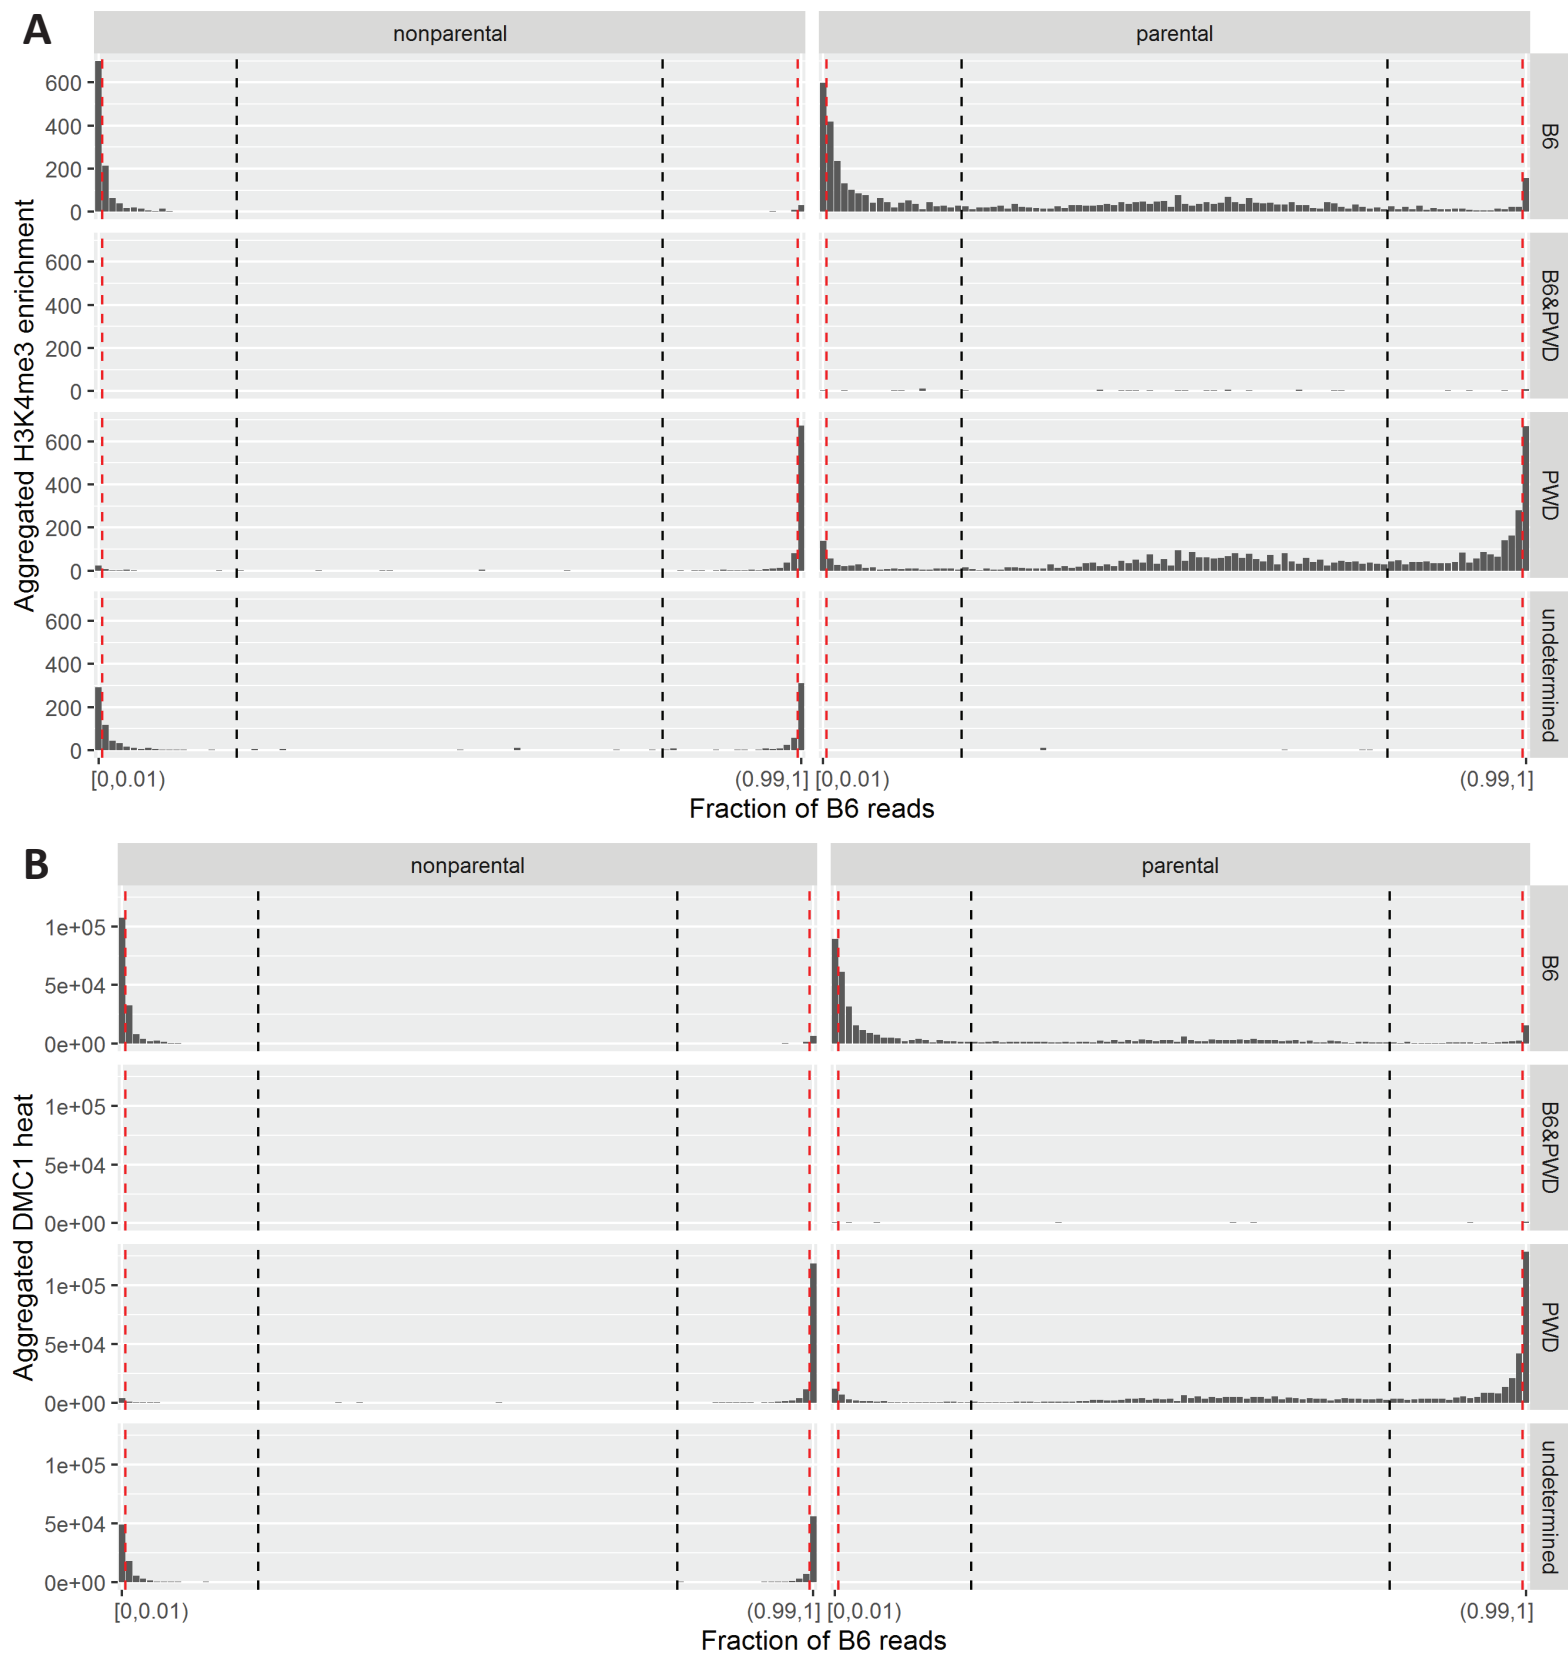 A
nonparental
parental
Aggregated H3K4me3 enrichment
600
400
200
0
B6
600
400
200
0
B6&PWD
600
400
200
0
PWD
600
400
200
0
undetermined
[0,0.01)
(0.99,1]
[0,0.01)
(0.99,1]
Fraction of B6 reads
B
nonparental
parental
Aggregated DMC1 heat
1e+05
5e+04
0e+00
B6
1e+05
5e+04
0e+00
B6&PWD
1e+05
5e+04
0e+00
PWD
1e+05
5e+04
0e+00
undetermined
[0,0.01)
(0.99,1]
[0,0.01)
(0.99,1]
Fraction of B6 reads